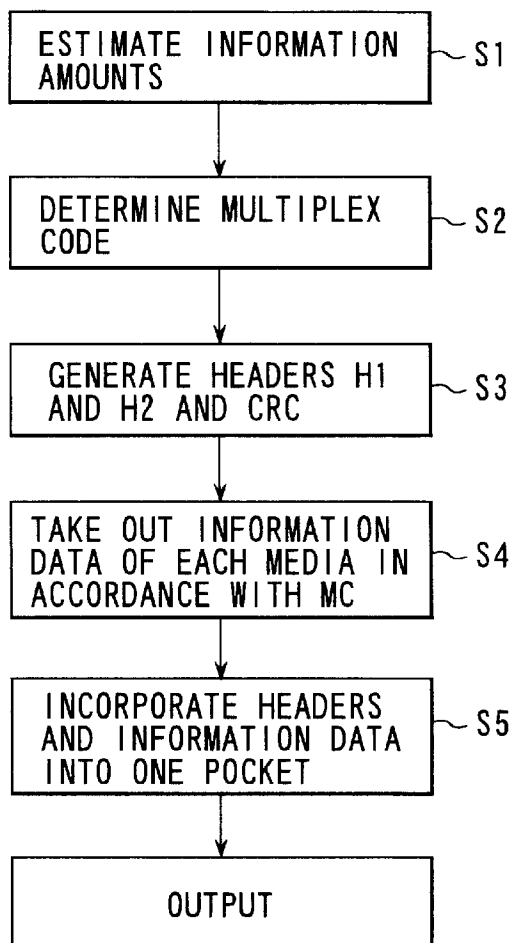 ESTIMATE INFORMATION
AMOUNTS
S1
DETERMINE MULTIPLEX
CODE
S2
GENERATE HEADERS H1
AND H2 AND CRC
S3
TAKE OUT INFORMATION
DATA OF EACH MEDIA IN
ACCORDANCE WITH MC
S4
INCORPORATE HEADERS
AND INFORMATION DATA
INTO ONE POCKET
S5
OUTPUT